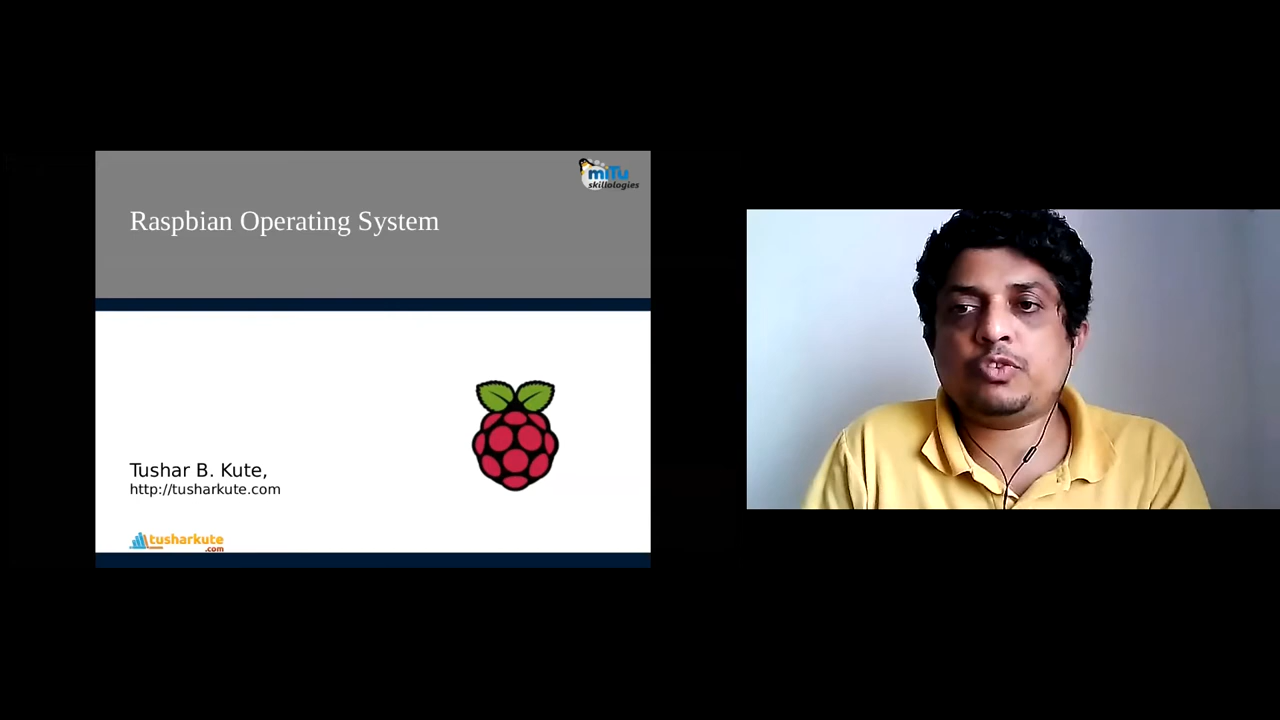 miTu
skillologies
Raspbian Operating System
Tushar B. Kute,
http://tusharkute.com
tusharkute
.com